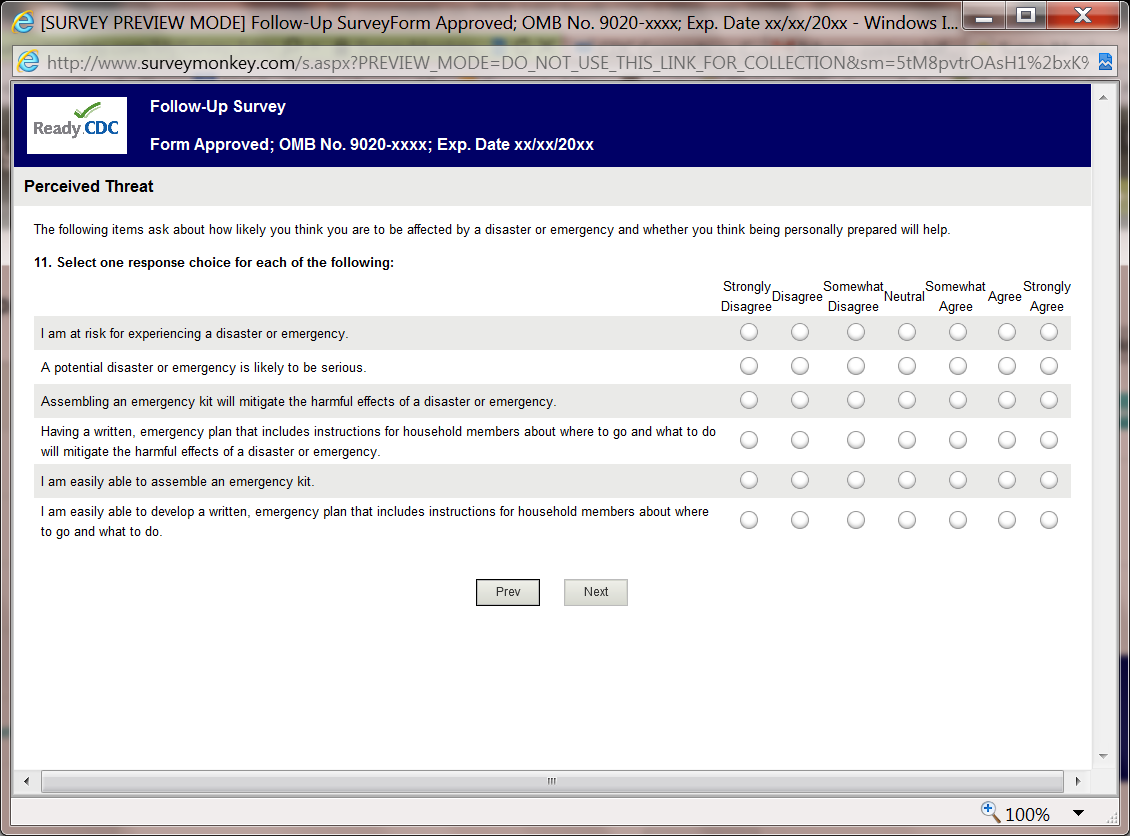 [SURVEY PREVIEW MODE] Follow-Up SurveyForm Approved; OMB No. 9020-xxxx; Exp. Date xx/xx/20xx - Windows I...
http://www.surveymonkey.com/s.aspx?PREVIEW_MODE=DO_NOT_USE_THIS_LINK_FOR_COLLECTION&sm=5tM8pvtrOAsH1%2bxK%
Ready CDC
Follow-Up Survey
Form Approved; OMB No. 9020-xxxx; Exp. Date xx/xx/20xx
Perceived Threat
The following items ask about how likely you think you are to be affected by a disaster or emergency and whether you think being personally prepared will help.
11. Select one response choice for each of the following:
Strongly Disagree Disagree Somewhat Disagree Neutral Somewhat Agree Agree Strongly Agree
I am at risk for experiencing a disaster or emergency.
A potential disaster or emergency is likely to be serious.
Assembling an emergency kit will mitigate the harmful effects of a disaster or emergency.
Having a written, emergency plan that includes instructions for household members about where to go and what to do
will mitigate the harmful effects of a disaster or emergency.
I am easily able to assemble an emergency kit.
I am easily able to develop a written, emergency plan that includes instructions for household members about where
to go and what to do.
Prev Next
100%